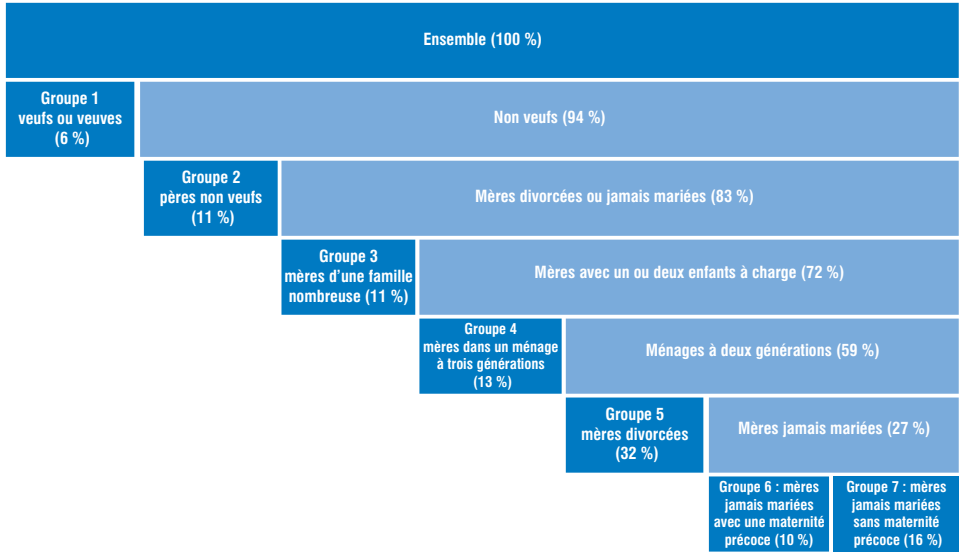 Ensemble (100 %)
Groupe 1
veufs ou veuves
(6 %)
Non veufs (94 %)
Groupe 2
pères non veufs
(11 %)
Mères divorcées ou jamais mariées (83 %)
Groupe 3
mères d'une famille
nombreuse (11 %)
Mères avec un ou deux enfants à charge (72 %)
Groupe 4
mères dans un ménage
à trois générations
(13 %)
Ménages à deux générations (59 %)
Groupe 5
mères divorcées
(32 %)
Mères jamais mariées (27 %)
Groupe 6 : mères
jamais mariées
avec une maternité
précoce (10 %)
Groupe 7 : mères
jamais mariées
sans maternité
précoce (16 %)